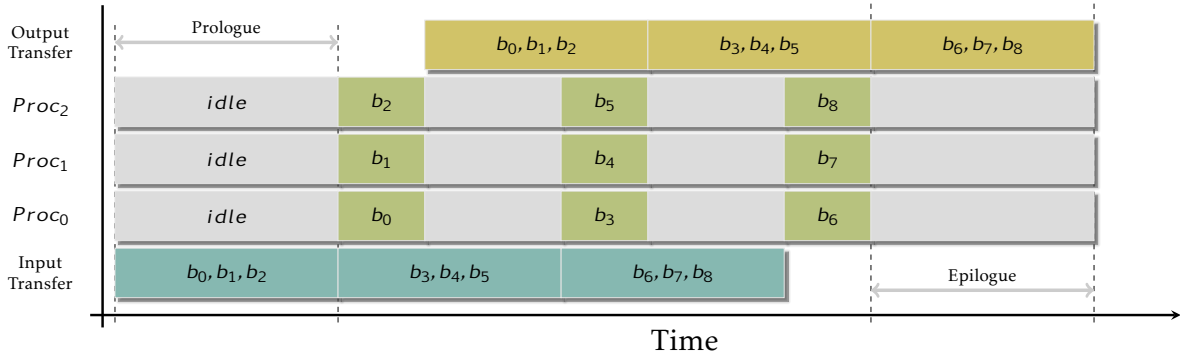 Output
Transfer
Prologue
b₀, b₁, b₂
b₃, b₄, b₅
b₆, b₇, b₈
Proc₂
idle
b₂
b₅
b₈
Proc₁
idle
b₁
b₄
b₇
Proc₀
idle
b₀
b₃
b₆
Input
Transfer
b₀, b₁, b₂
b₃, b₄, b₅
b₆, b₇, b₈
Epilogue
Time